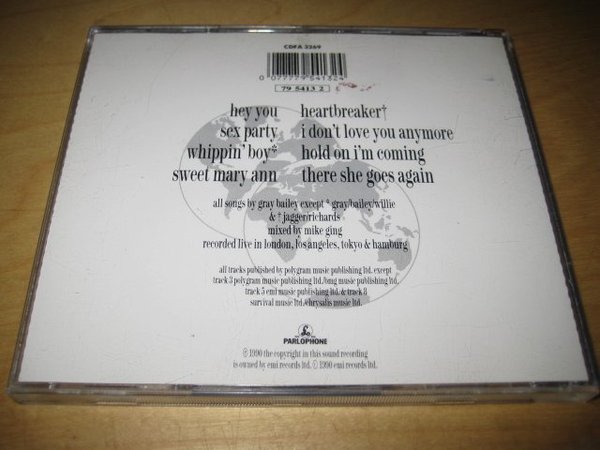 CDFA 3269
0 077779 541324
79 5413 2
hey you
sex party
whippin' boy*
sweet mary ann
heartbreaker†
i don't love you anymore
hold on i'm coming
there she goes again
all songs by gray bailey except * gray/bailey/willie
& † jagger/richards
mixed by mike ging
recorded live in london, los angeles, tokyo & hamburg
all tracks published by polygram music publishing ltd. except
track 3 polygram music publishing ltd./bmg music publishing ltd.
track 5 emi music publishing ltd. & track 8
survival music ltd./chrysalis music ltd.
PARLOPHONE
℗ 1990 the copyright in this sound recording
is owned by emi records ltd. © 1990 emi records ltd.